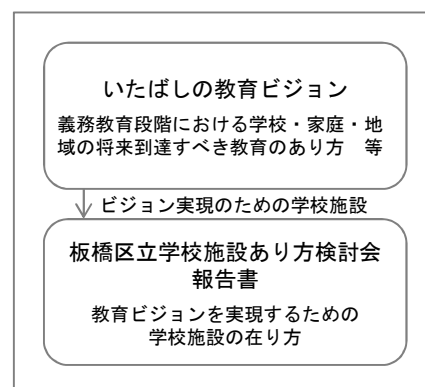 いたばしの教育ビジョン
義務教育段階における学校・家庭・地
域の将来到達すべき教育のあり方　等
ビジョン実現のための学校施設
板橋区立学校施設あり方検討会
報告書
教育ビジョンを実現するための
学校施設の在り方